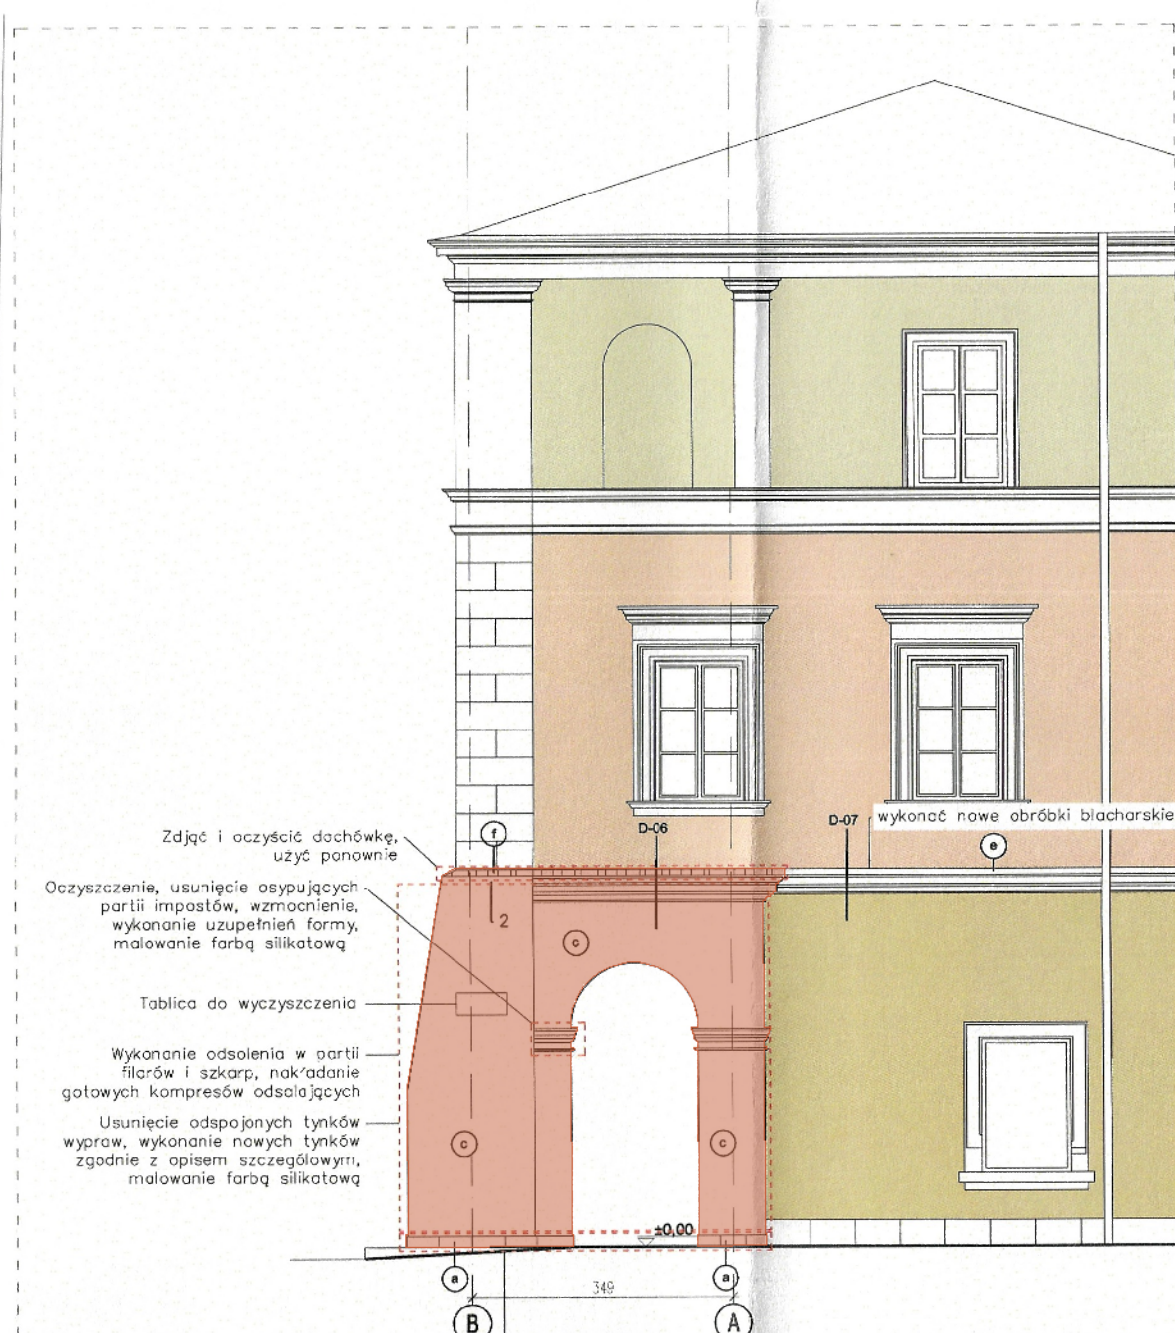 Zdjąć i oczyścić dachówkę,
użyć ponownie
Oczyszczenie, usunięcie osypujących
partii impostów, wzmocnienie,
wykonanie uzupełnień formy,
malowanie farbą silikatową
Tablica do wyczyszczenia
Wykonanie odsolenia w partii
filarów i szkarp, nakładanie
gotowych kompresów odsalających
Usunięcie odspojonych tynków
wypraw, wykonanie nowych tynków
zgodnie z opisem szczegółowym,
malowanie farbą silikatową
f
D-06
D-07
wykonać nowe obróbki blacharskie
e
2
c
c
c
±0,00
a
a
349
B
A